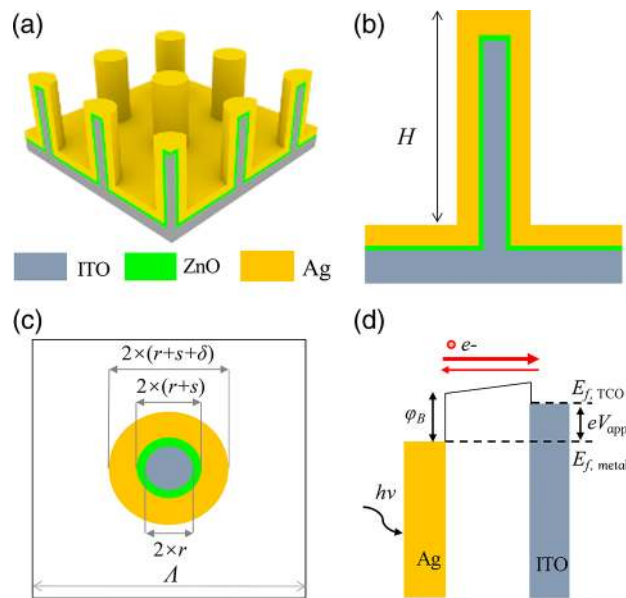 (a)
ITO
ZnO
Ag
(b)
H
(c)
2×(r+s+δ)
2×(r+s)
2×r
Λ
(d)
e-
φB
Ef, TCO
eVapp
Ef, metal
hν
Ag
ITO